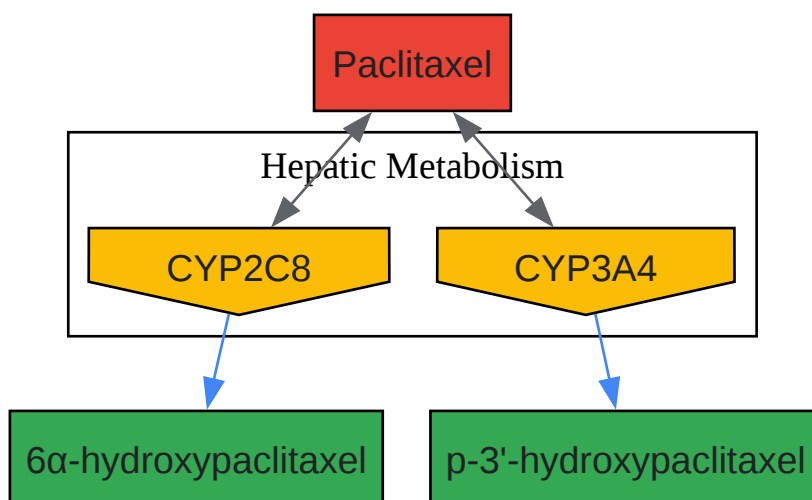 Paclitaxel
Hepatic Metabolism
CYP2C8
CYP3A4
6α-hydroxypaclitaxel
p-3'-hydroxypaclitaxel